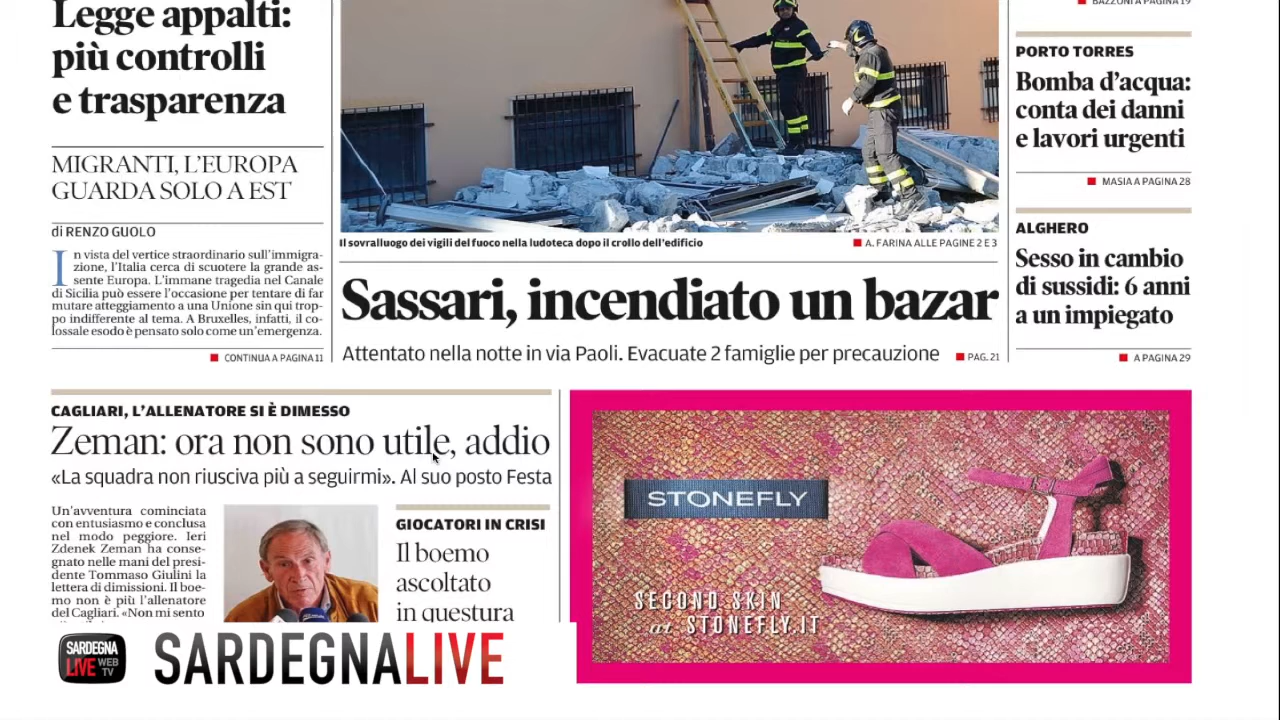 Legge appalti:
più controlli
e trasparenza
MIGRANTI, L'EUROPA
GUARDA SOLO A EST
di RENZO GUOLO
In vista del vertice straordinario sull'immigra-
zione, l'Italia cerca di scuotere la grande as-
sente Europa. L'immane tragedia nel Canale
di Sicilia può essere l'occasione per tentare di far
mutare atteggiamento a una Unione sin qui trop-
po indifferente al tema. A Bruxelles, infatti, il co-
lossale esodo è pensato solo come un'emergenza.
CONTINUA A PAGINA 11
Il sovralluogo dei vigili del fuoco nella ludoteca dopo il crollo dell'edificio
A. FARINA ALLE PAGINE 2 E 3
Sassari, incendiato un bazar
Attentato nella notte in via Paoli. Evacuate 2 famiglie per precauzione
PAG. 21
BAZZONI A PAGINA 19
PORTO TORRES
Bomba d'acqua:
conta dei danni
e lavori urgenti
MASIA A PAGINA 28
ALGHERO
Sesso in cambio
di sussidi: 6 anni
a un impiegato
A PAGINA 29
CAGLIARI, L'ALLENATORE SI È DIMESSO
Zeman: ora non sono utile, addio
«La squadra non riusciva più a seguirmi». Al suo posto Festa
Un'avventura cominciata
con entusiasmo e conclusa
nel modo peggiore. Ieri
Zdenek Zeman ha conse-
gnato nelle mani del presi-
dente Tommaso Giulini la
lettera di dimissioni. Il boe-
mo non è più l'allenatore
del Cagliari. «Non mi sento
GIOCATORI IN CRISI
Il boemo
ascoltato
in questura
STONEFLY
SECOND SKIN
at STONEFLY.IT
SARDEGNA
LIVE WEB
TV
SARDEGNALIVE